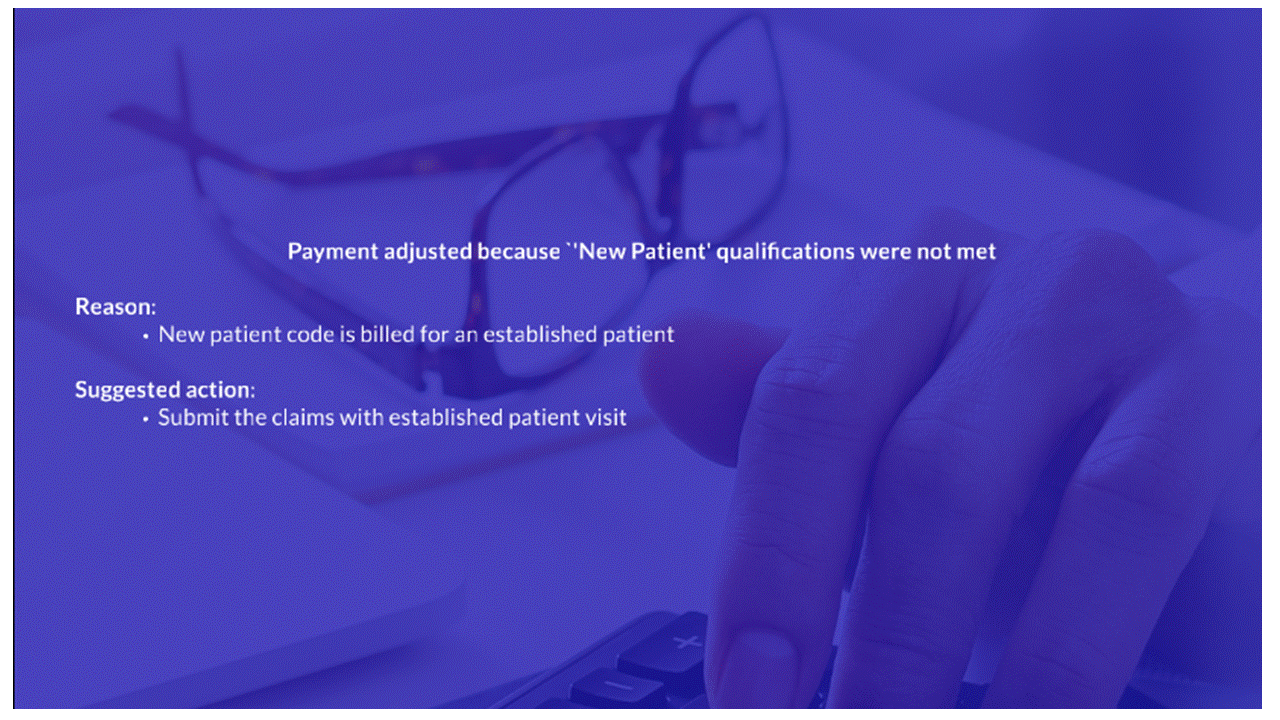 Payment adjusted because `'New Patient' qualifications were not met
Reason:
• New patient code is billed for an established patient
Suggested action:
• Submit the claims with established patient visit